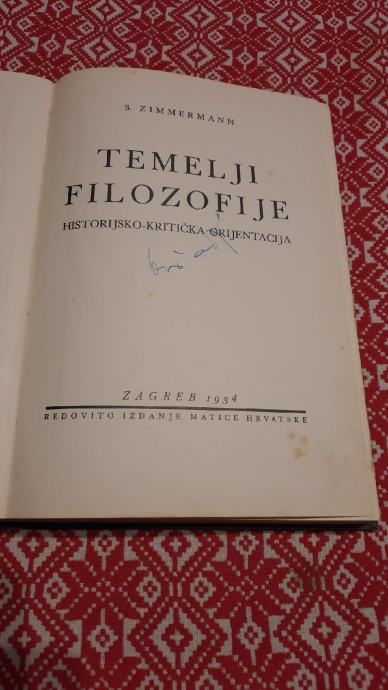 S. ZIMMERMANN
TEMELJI
FILOZOFIJE
HISTORIJSKO-KRITIČKA ORIJENTACIJA
ZAGREB 1934
REDOVITO IZDANJE MATICE HRVATSKE